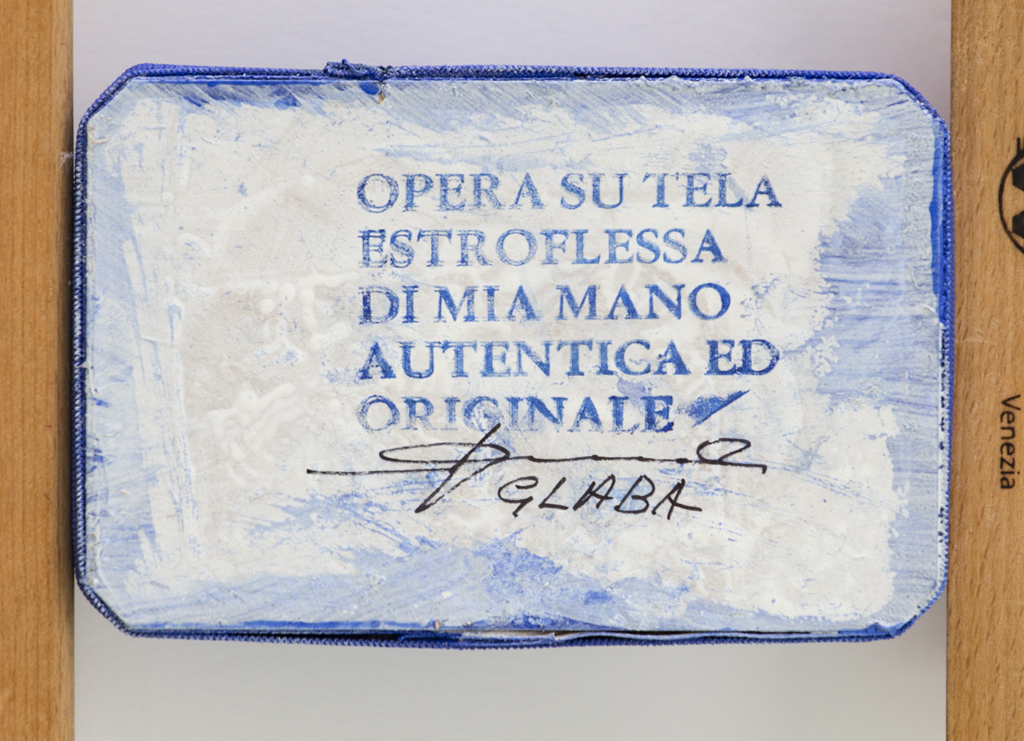 OPERA SU TELA
ESTROFLESSA
DI MIA MANO
AUTENTICA ED
ORIGINALE
GLABA
Venezia